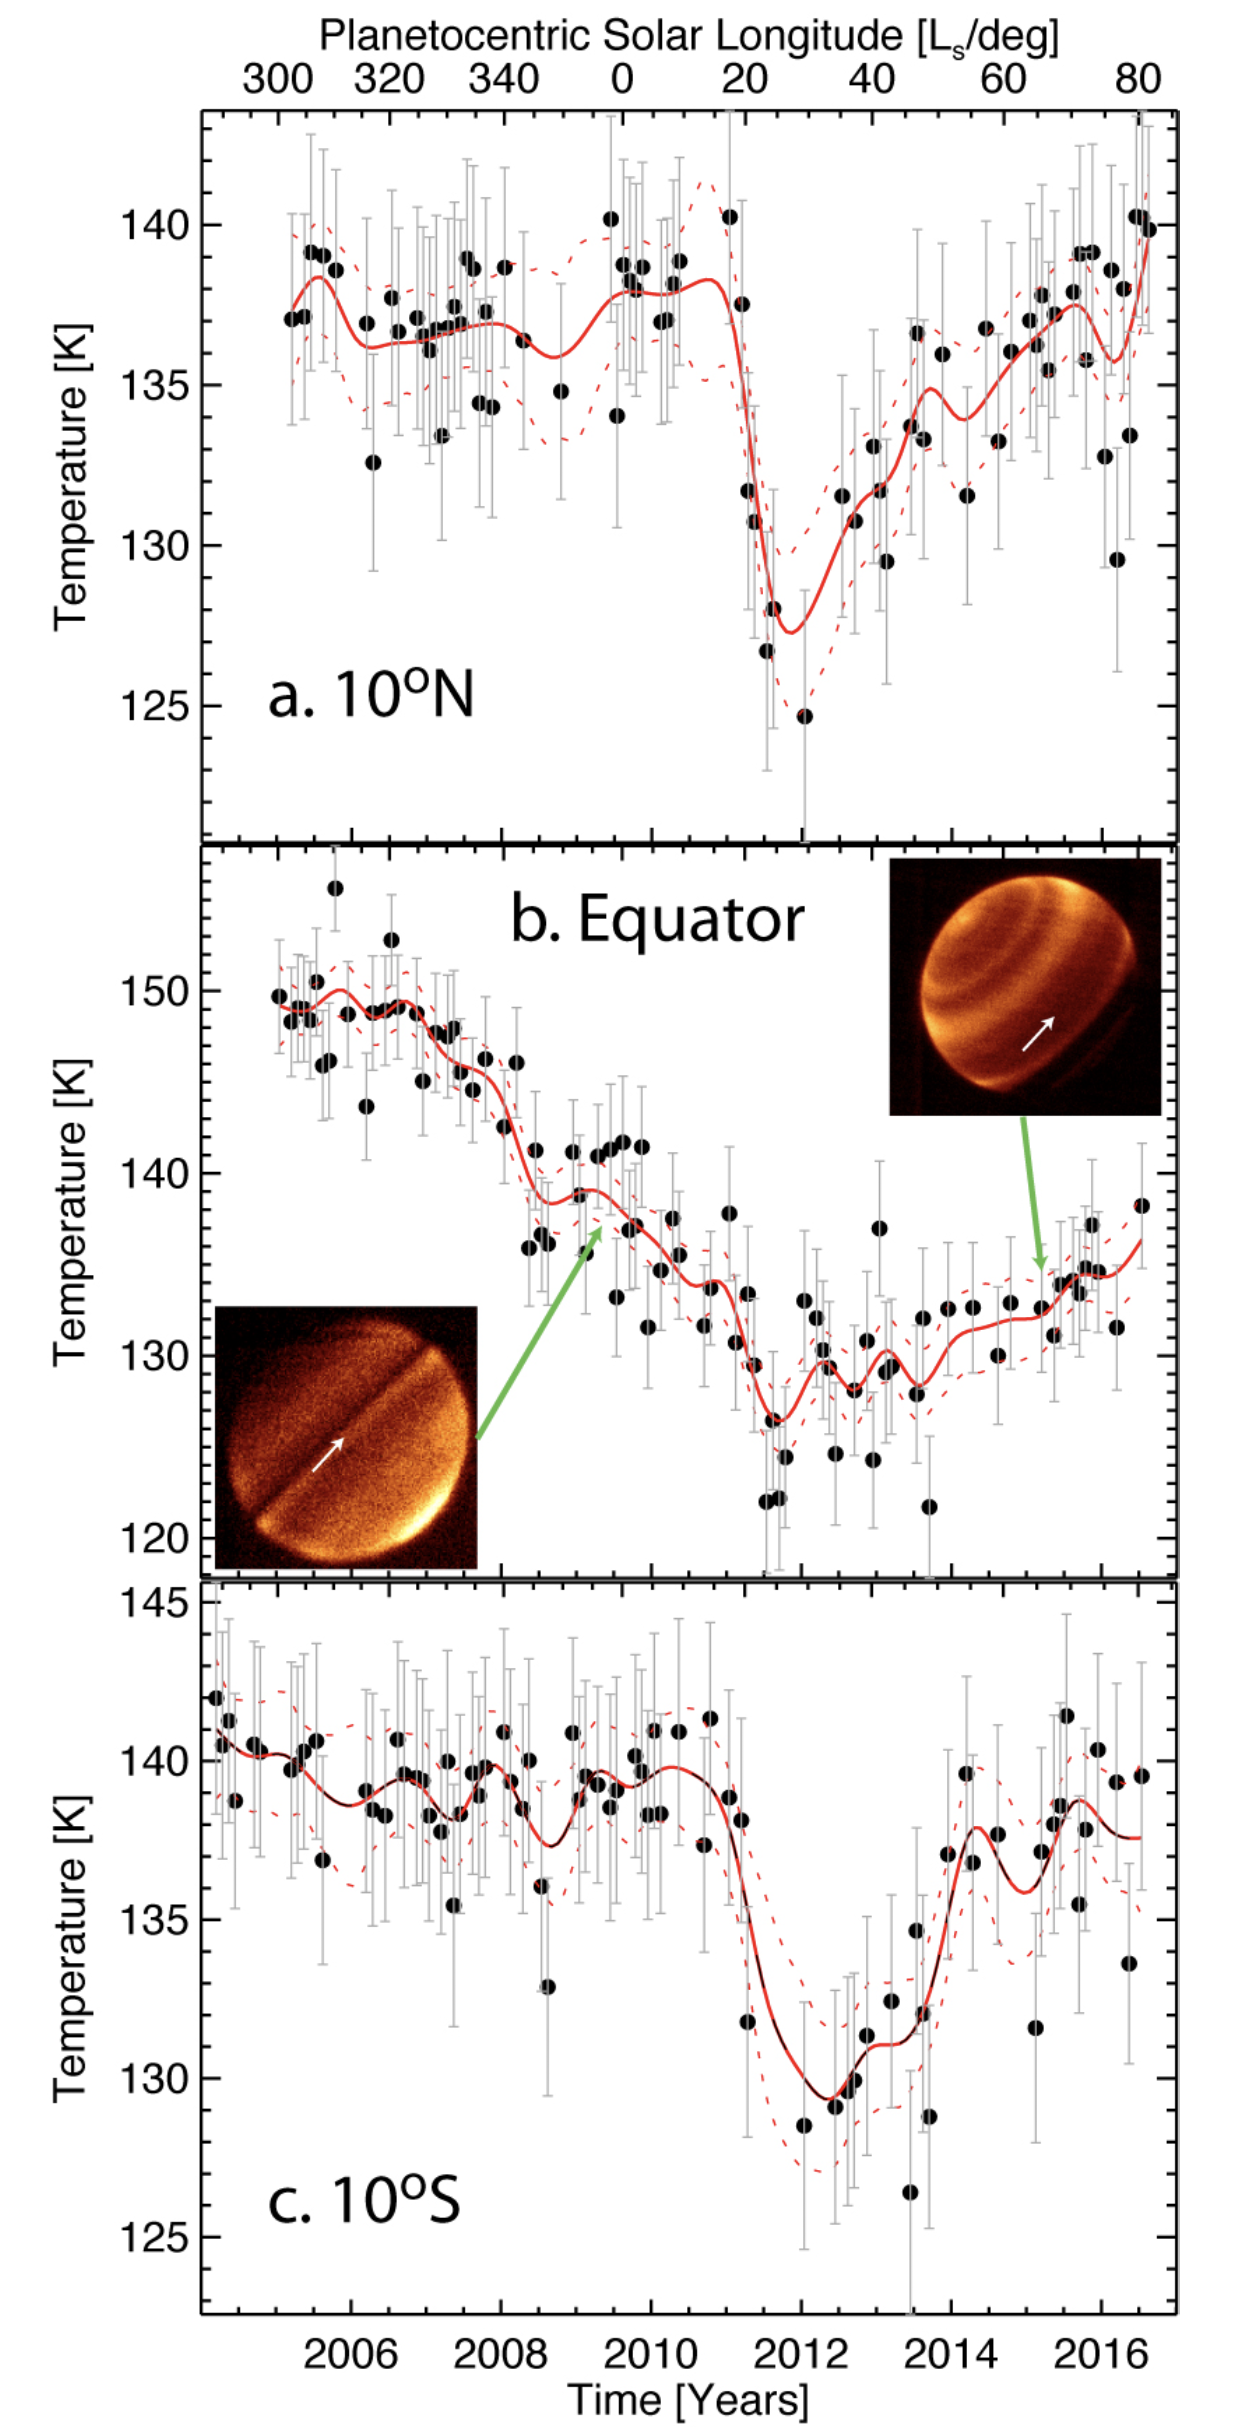 Planetocentric Solar Longitude [Ls/deg]
300 320 340 0 20 40 60 80
140
135
130
125
Temperature [K]
a. 10°N
b. Equator
150
140
130
120
Temperature [K]
145
140
135
130
125
Temperature [K]
c. 10°S
2006 2008 2010 2012 2014 2016
Time [Years]